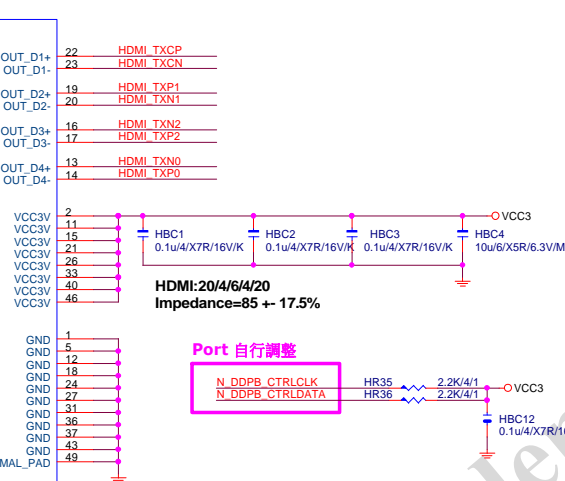 OUT_D1+ 22 HDMI_TXCP
OUT_D1- 23 HDMI_TXCN
OUT_D2+ 19 HDMI_TXP1
OUT_D2- 20 HDMI_TXN1
OUT_D3+ 16 HDMI_TXN2
OUT_D3- 17 HDMI_TXP2
OUT_D4+ 13 HDMI_TXN0
OUT_D4- 14 HDMI_TXP0
VCC3V 2
VCC3V 11
VCC3V 15
VCC3V 21
VCC3V 26
VCC3V 33
VCC3V 40
VCC3V 46
VCC3
HBC1
0.1u/4/X7R/16V/K
HBC2
0.1u/4/X7R/16V/K
HBC3
0.1u/4/X7R/16V/K
HBC4
10u/6/X5R/6.3V/M
HDMI:20/4/6/4/20
Impedance=85 +- 17.5%
GND 1
GND 5
GND 12
GND 18
GND 24
GND 27
GND 31
GND 36
GND 37
GND 43
MAL_PAD 49
Port 自行調整
N_DDPB_CTRLCLK HR35 2.2K/4/1 VCC3
N_DDPB_CTRLDATA HR36 2.2K/4/1
HBC12
0.1u/4/X7R/16